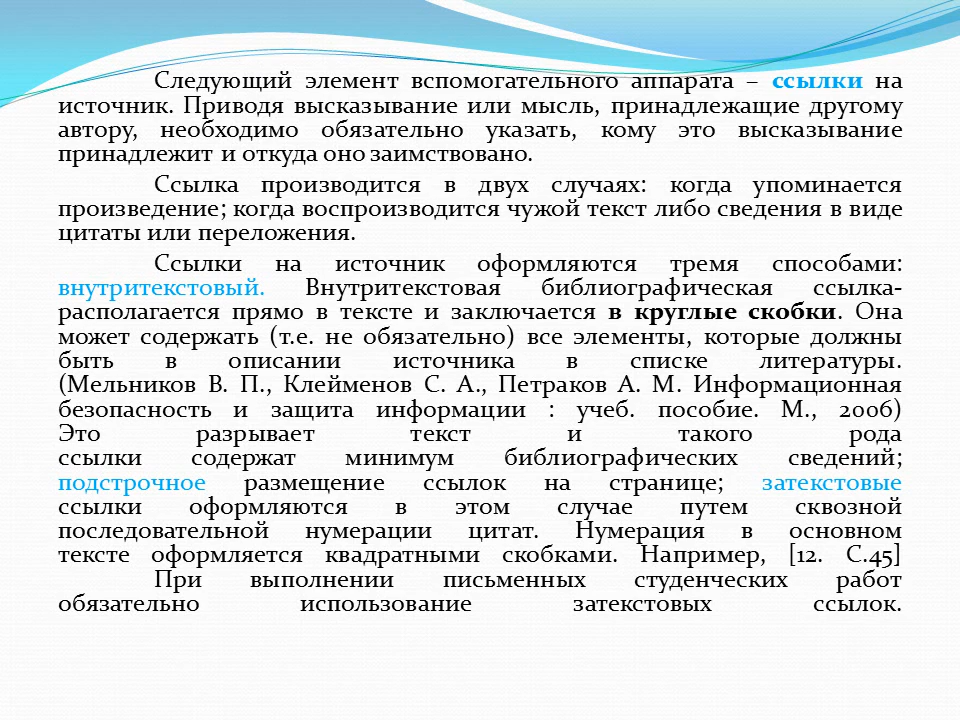 Следующий элемент вспомогательного аппарата – ссылки на
источник. Приводя высказывание или мысль, принадлежащие другому
автору, необходимо обязательно указать, кому это высказывание
принадлежит и откуда оно заимствовано.
Ссылка производится в двух случаях: когда упоминается
произведение; когда воспроизводится чужой текст либо сведения в виде
цитаты или переложения.
Ссылки на источник оформляются тремя способами:
внутритекстовый. Внутритекстовая библиографическая ссылка-
располагается прямо в тексте и заключается в круглые скобки. Она
может содержать (т.е. не обязательно) все элементы, которые должны
быть в описании источника в списке литературы.
(Мельников В. П., Клейменов С. А., Петраков А. М. Информационная
безопасность и защита информации : учеб. пособие. М., 2006)
Это разрывает текст и такого рода
ссылки содержат минимум библиографических сведений;
подстрочное размещение ссылок на странице; затекстовые
ссылки оформляются в этом случае путем сквозной
последовательной нумерации цитат. Нумерация в основном
тексте оформляется квадратными скобками. Например, [12. С.45]
При выполнении письменных студенческих работ
обязательно использование затекстовых ссылок.